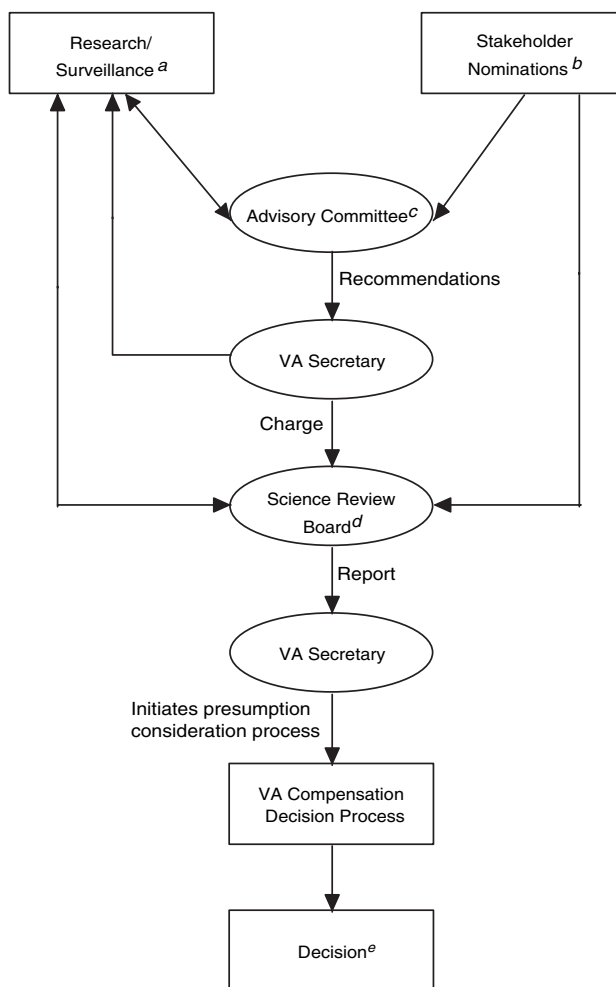 Research/
Surveillance a
Stakeholder
Nominations b
Advisory Committee c
Recommendations
VA Secretary
Charge
Science Review
Board d
Report
VA Secretary
Initiates presumption
consideration process
VA Compensation
Decision Process
Decision e